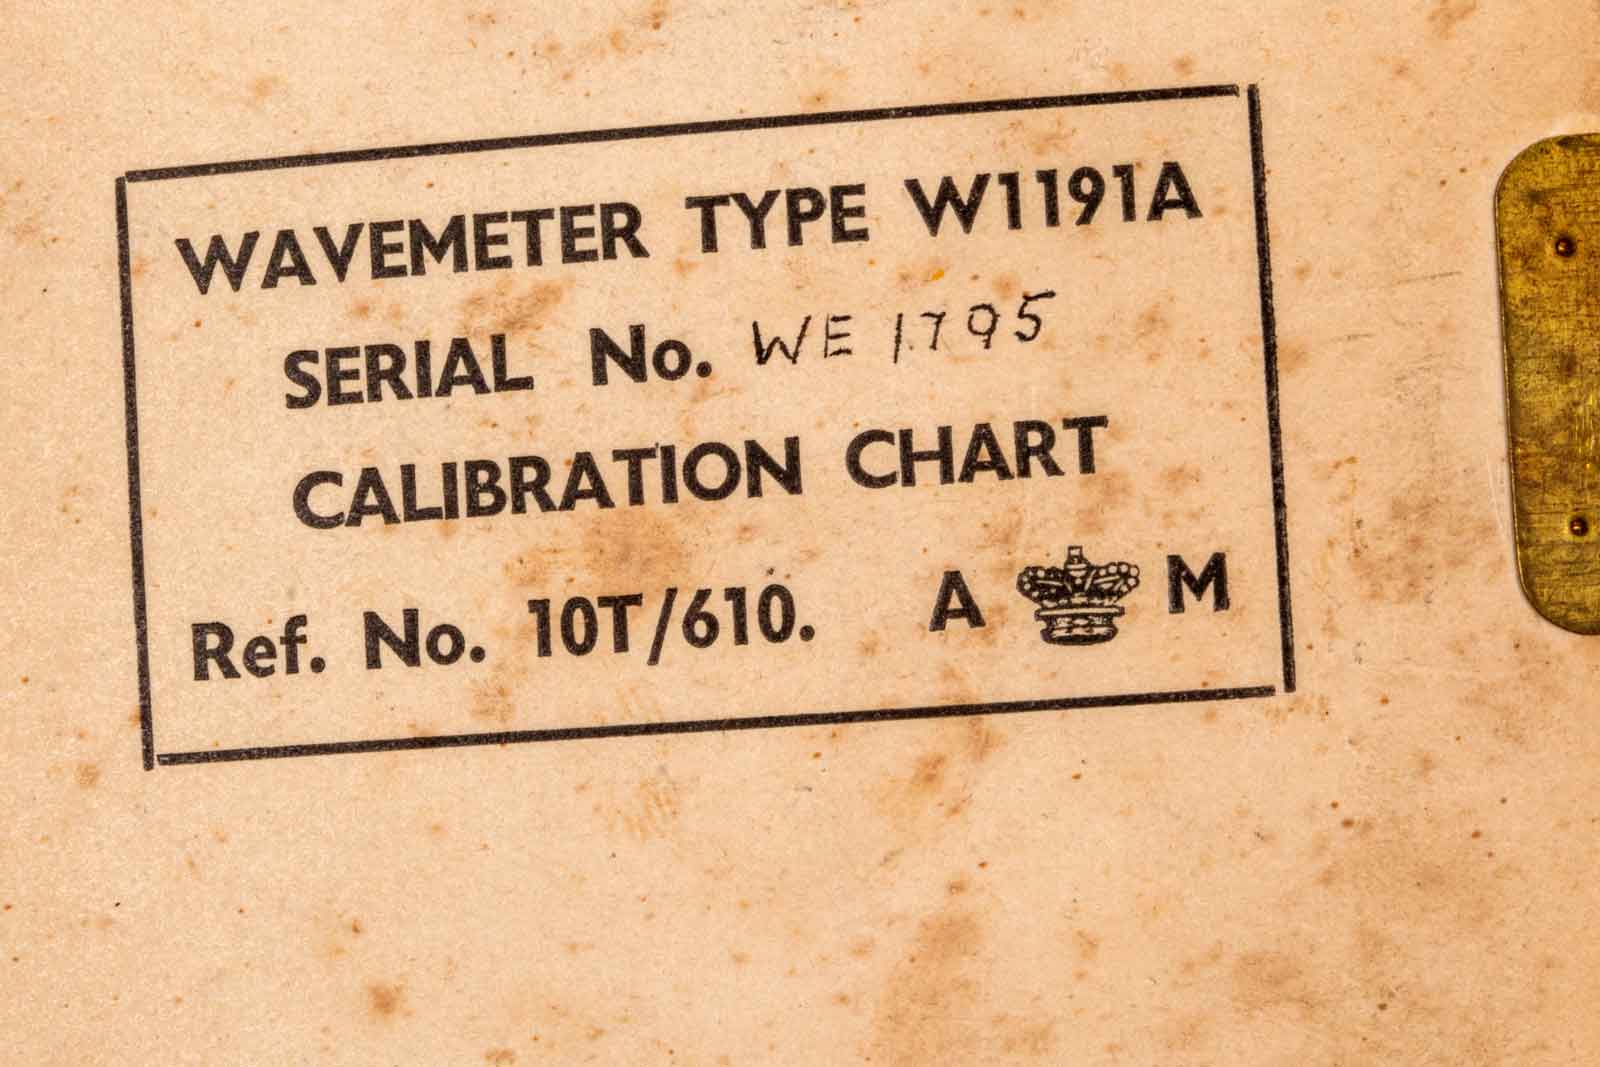 WAVEMETER TYPE W1191A
SERIAL No. WE 1795
CALIBRATION CHART
Ref. No. 10T/610. A M